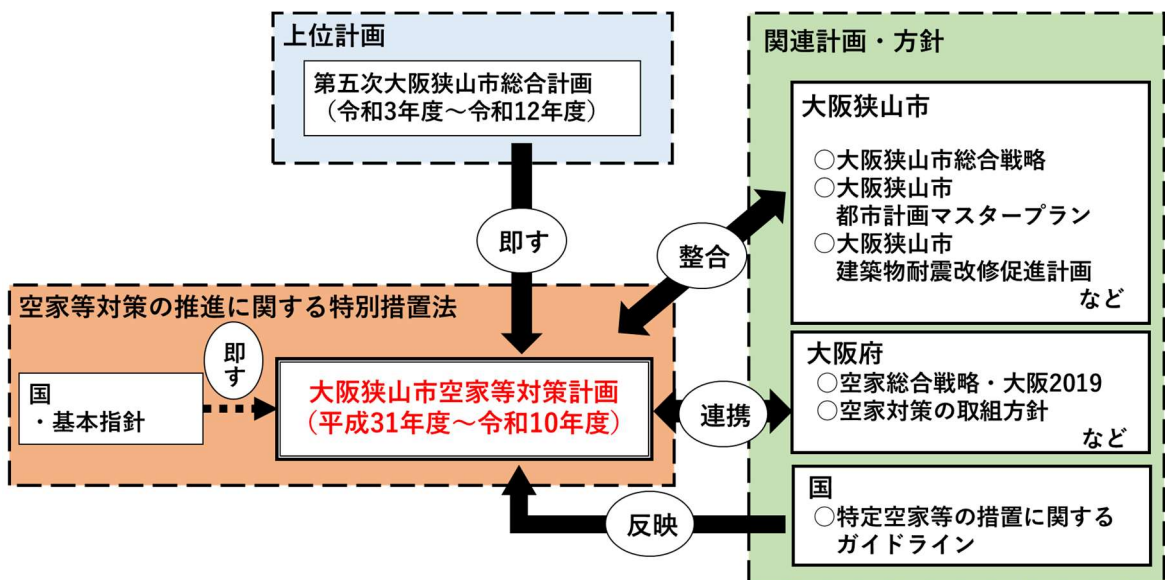 上位計画
第五次大阪狭山市総合計画
（令和3年度～令和12年度）
即す
関連計画・方針
大阪狭山市
○大阪狭山市総合戦略
○大阪狭山市
都市計画マスタープラン
○大阪狭山市
建築物耐震改修促進計画
など
整合
空家等対策の推進に関する特別措置法
即す
国
・基本指針
大阪狭山市空家等対策計画
（平成31年度～令和10年度）
連携
大阪府
○空家総合戦略・大阪2019
○空家対策の取組方針
など
反映
国
○特定空家等の措置に関する
ガイドライン